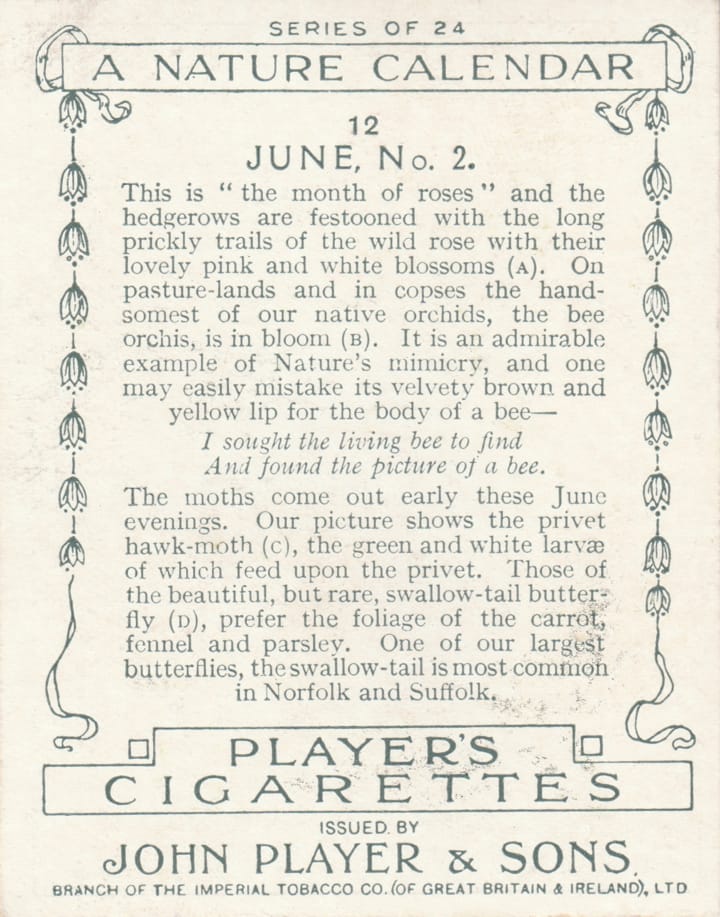 SERIES OF 24
A NATURE CALENDAR
12
JUNE, No. 2.
This is “ the month of roses ” and the
hedgerows are festooned with the long
prickly trails of the wild rose with their
lovely pink and white blossoms (A). On
pasture-lands and in copses the hand-
somest of our native orchids, the bee
orchis, is in bloom (B). It is an admirable
example of Nature's mimicry, and one
may easily mistake its velvety brown and
yellow lip for the body of a bee—
I sought the living bee to find
And found the picture of a bee.
The moths come out early these June
evenings. Our picture shows the privet
hawk-moth (C), the green and white larvæ
of which feed upon the privet. Those of
the beautiful, but rare, swallow-tail butter-
fly (D), prefer the foliage of the carrot,
fennel and parsley. One of our largest
butterflies, the swallow-tail is most common
in Norfolk and Suffolk.
PLAYER'S
CIGARETTES
ISSUED BY
JOHN PLAYER & SONS,
BRANCH OF THE IMPERIAL TOBACCO CO. (OF GREAT BRITAIN & IRELAND), LTD